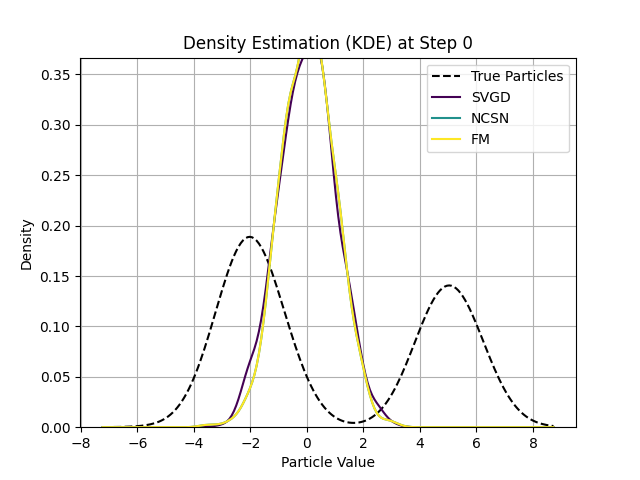 Density Estimation (KDE) at Step 0
True Particles
SVGD
NCSN
FM
Density
0.35
0.30
0.25
0.20
0.15
0.10
0.05
0.00
−8 −6 −4 −2 0 2 4 6 8
Particle Value